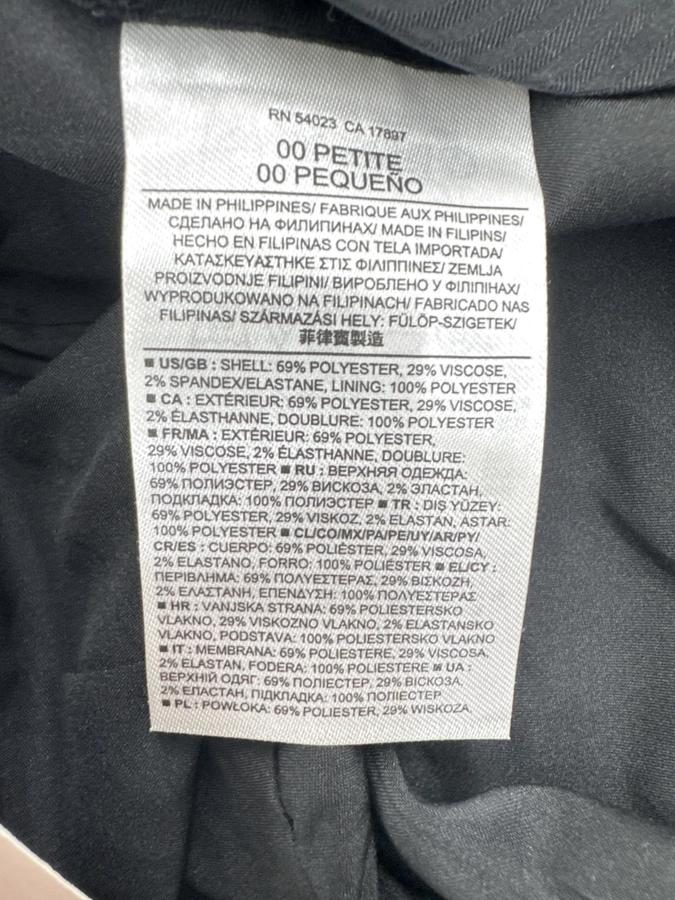 RN 54023 CA 17897
00 PETITE
00 PEQUEÑO
MADE IN PHILIPPINES/ FABRIQUE AUX PHILIPPINES/
СДЕЛАНО НА ФИЛИПИНАХ/ MADE IN FILIPINS/
HECHO EN FILIPINAS CON TELA IMPORTADA/
ΚΑΤΑΣΚΕΥΑΣΤΗΚΕ ΣΤΙΣ ΦΙΛΙΠΠΙΝΕΣ/ ZEMLJA
PROIZVODNJE FILIPINI/ ВИРОБЛЕНО У ФІЛІПІНАХ/
WYPRODUKOWANO NA FILIPINACH/ FABRICADO NAS
FILIPINAS/ SZÁRMAZÁSI HELY: FÜLÖP-SZIGETEK/
菲律賓製造
■ US/GB : SHELL: 69% POLYESTER, 29% VISCOSE,
2% SPANDEX/ELASTANE, LINING: 100% POLYESTER
■ CA : EXTÉRIEUR: 69% POLYESTER, 29% VISCOSE,
2% ÉLASTHANNE, DOUBLURE: 100% POLYESTER
■ FR/MA : EXTÉRIEUR: 69% POLYESTER,
29% VISCOSE, 2% ÉLASTHANNE, DOUBLURE:
100% POLYESTER ■ RU : ВЕРХНЯЯ ОДЕЖДА:
69% ПОЛИЭСТЕР, 29% ВИСКОЗА, 2% ЭЛАСТАН,
ПОДКЛАДКА: 100% ПОЛИЭСТЕР ■ TR : DIŞ YÜZEY:
69% POLYESTER, 29% VISKOZ, 2% ELASTAN, ASTAR:
100% POLYESTER ■ CL/CO/MX/PA/PE/UY/AR/PY/
CR/ES : CUERPO: 69% POLIÉSTER, 29% VISCOSA,
2% ELASTANO, FORRO: 100% POLIÉSTER ■ EL/CY :
ΠΕΡΙΒΛΗΜΑ: 69% ΠΟΛΥΕΣΤΕΡΑΣ, 29% ΒΙΣΚΟΖΗ,
2% ΕΛΑΣΤΑΝΗ, ΕΠΕΝΔΥΣΗ: 100% ΠΟΛΥΕΣΤΕΡΑΣ
■ HR : VANJSKA STRANA: 69% POLIESTERSKO
VLAKNO, 29% VISKOZNO VLAKNO, 2% ELASTANSKO
VLAKNO, PODSTAVA: 100% POLIESTERSKO VLAKNO
■ IT : MEMBRANA: 69% POLIESTERE, 29% VISCOSA,
2% ELASTAN, FODERA: 100% POLIESTERE ■ UA :
ВЕРХНІЙ ОДЯГ: 69% ПОЛІЕСТЕР, 29% ВІСКОЗА,
2% ЕЛАСТАН, ПІДКЛАДКА: 100% ПОЛІЕСТЕР
■ PL : POWŁOKA: 69% POLIESTER, 29% WISKOZA,